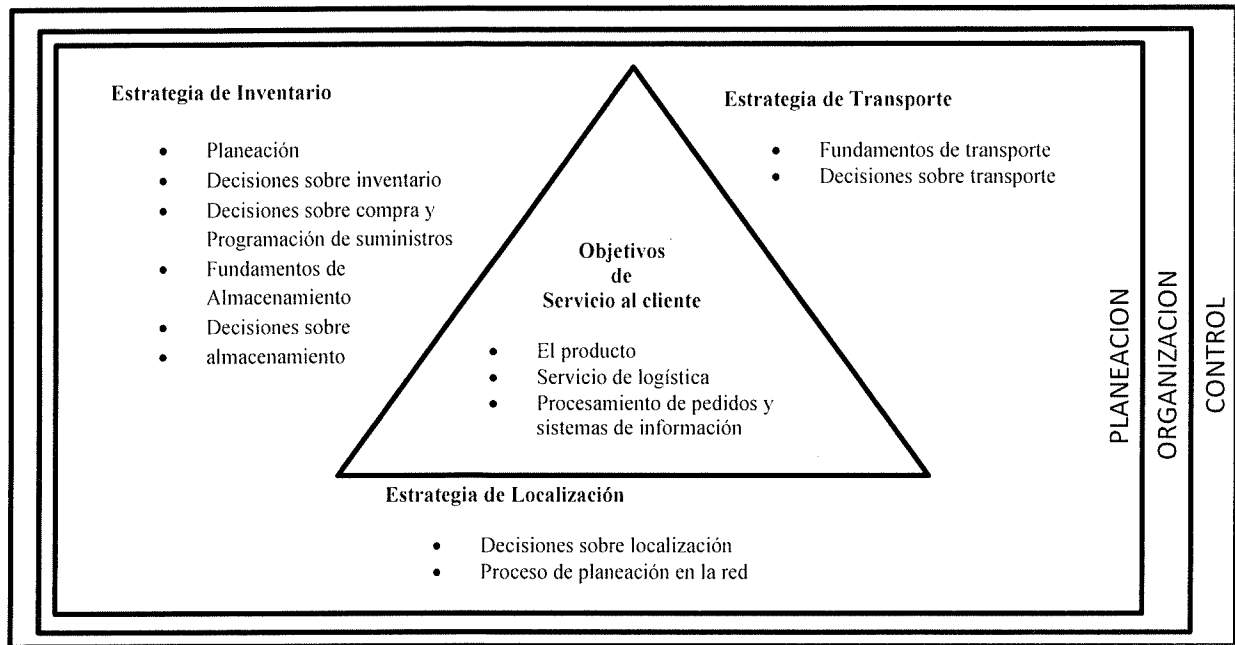 Estrategia de Inventario
• Planeación
• Decisiones sobre inventario
• Decisiones sobre compra y
Programación de suministros
• Fundamentos de
Almacenamiento
• Decisiones sobre
• almacenamiento
Estrategia de Transporte
• Fundamentos de transporte
• Decisiones sobre transporte
Objetivos
de
Servicio al cliente
• El producto
• Servicio de logística
• Procesamiento de pedidos y
sistemas de información
Estrategia de Localización
• Decisiones sobre localización
• Proceso de planeación en la red
PLANEACION
ORGANIZACION
CONTROL